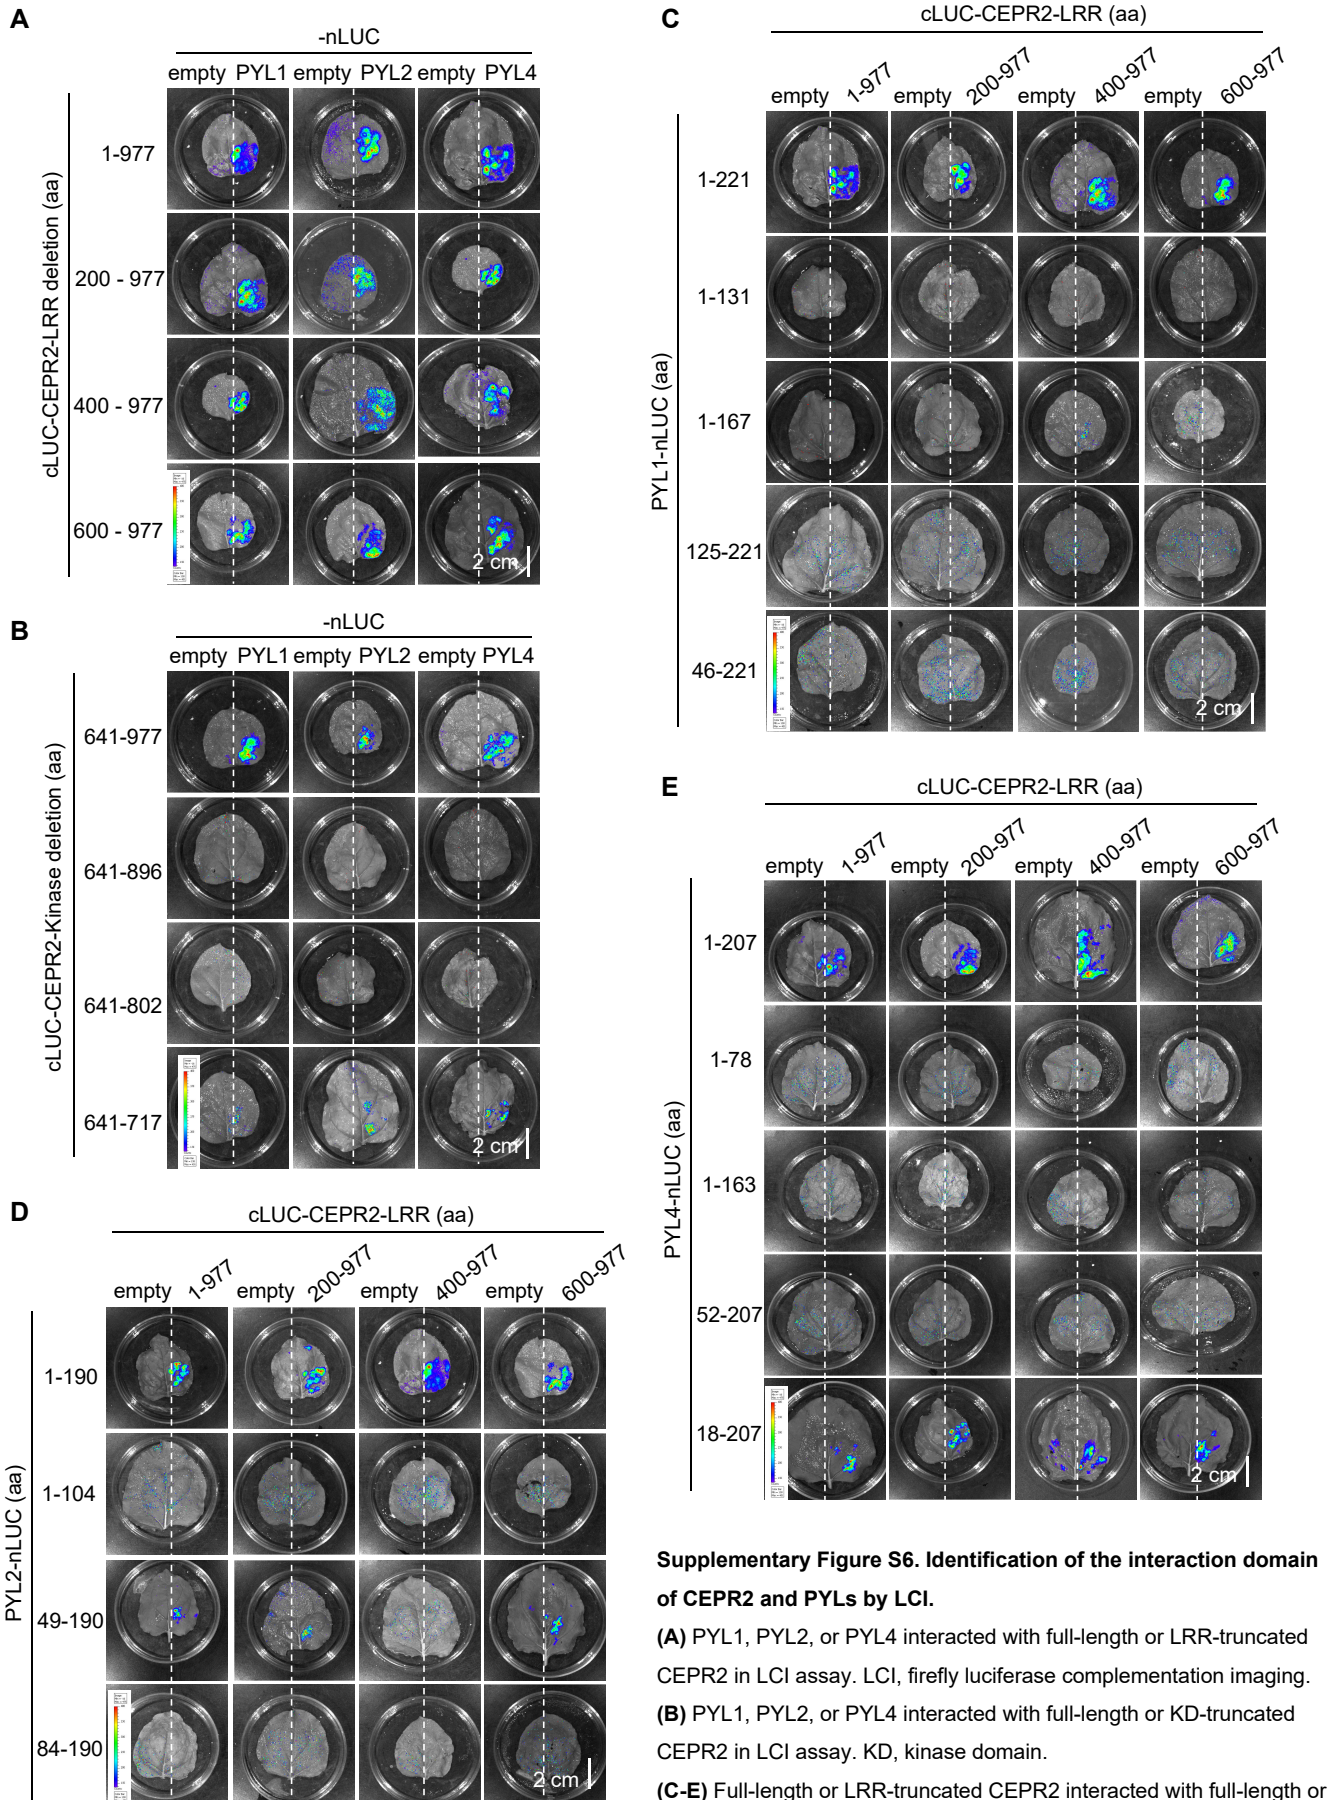 A
-nLUC
empty PYL1 empty PYL2 empty PYL4
cLUC-CEPR2-LRR deletion (aa)
1-977
200 - 977
400 - 977
600 - 977
2 cm
B
-nLUC
empty PYL1 empty PYL2 empty PYL4
cLUC-CEPR2-Kinase deletion (aa)
641-977
641-896
641-802
641-717
2 cm
C
cLUC-CEPR2-LRR (aa)
empty 1-977 empty 200-977 empty 400-977 empty 600-977
PYL1-nLUC (aa)
1-221
1-131
1-167
125-221
46-221
2 cm
D
cLUC-CEPR2-LRR (aa)
empty 1-977 empty 200-977 empty 400-977 empty 600-977
PYL2-nLUC (aa)
1-190
1-104
49-190
84-190
2 cm
E
cLUC-CEPR2-LRR (aa)
empty 1-977 empty 200-977 empty 400-977 empty 600-977
PYL4-nLUC (aa)
1-207
1-78
1-163
52-207
18-207
2 cm
Supplementary Figure S6. Identification of the interaction domain
of CEPR2 and PYLs by LCI.
(A) PYL1, PYL2, or PYL4 interacted with full-length or LRR-truncated
CEPR2 in LCI assay. LCI, firefly luciferase complementation imaging.
(B) PYL1, PYL2, or PYL4 interacted with full-length or KD-truncated
CEPR2 in LCI assay. KD, kinase domain.
(C-E) Full-length or LRR-truncated CEPR2 interacted with full-length or